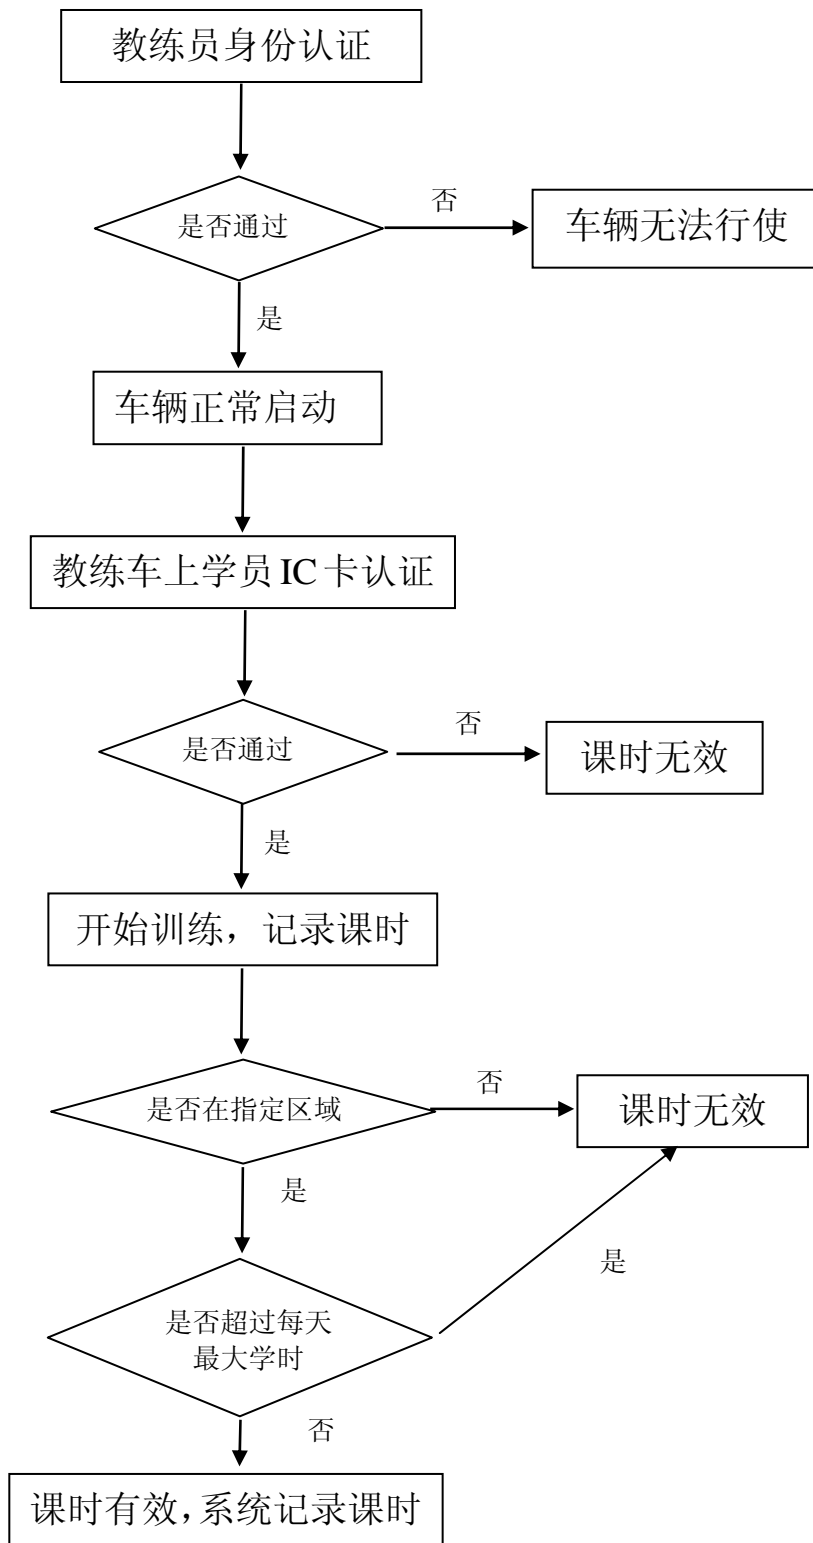 教练员身份认证
是否通过
否
车辆无法行使
是
车辆正常启动
教练车上学员IC卡认证
是否通过
否
课时无效
是
开始训练，记录课时
是否在指定区域
否
课时无效
是
是
是否超过每天
最大学时
否
课时有效，系统记录课时